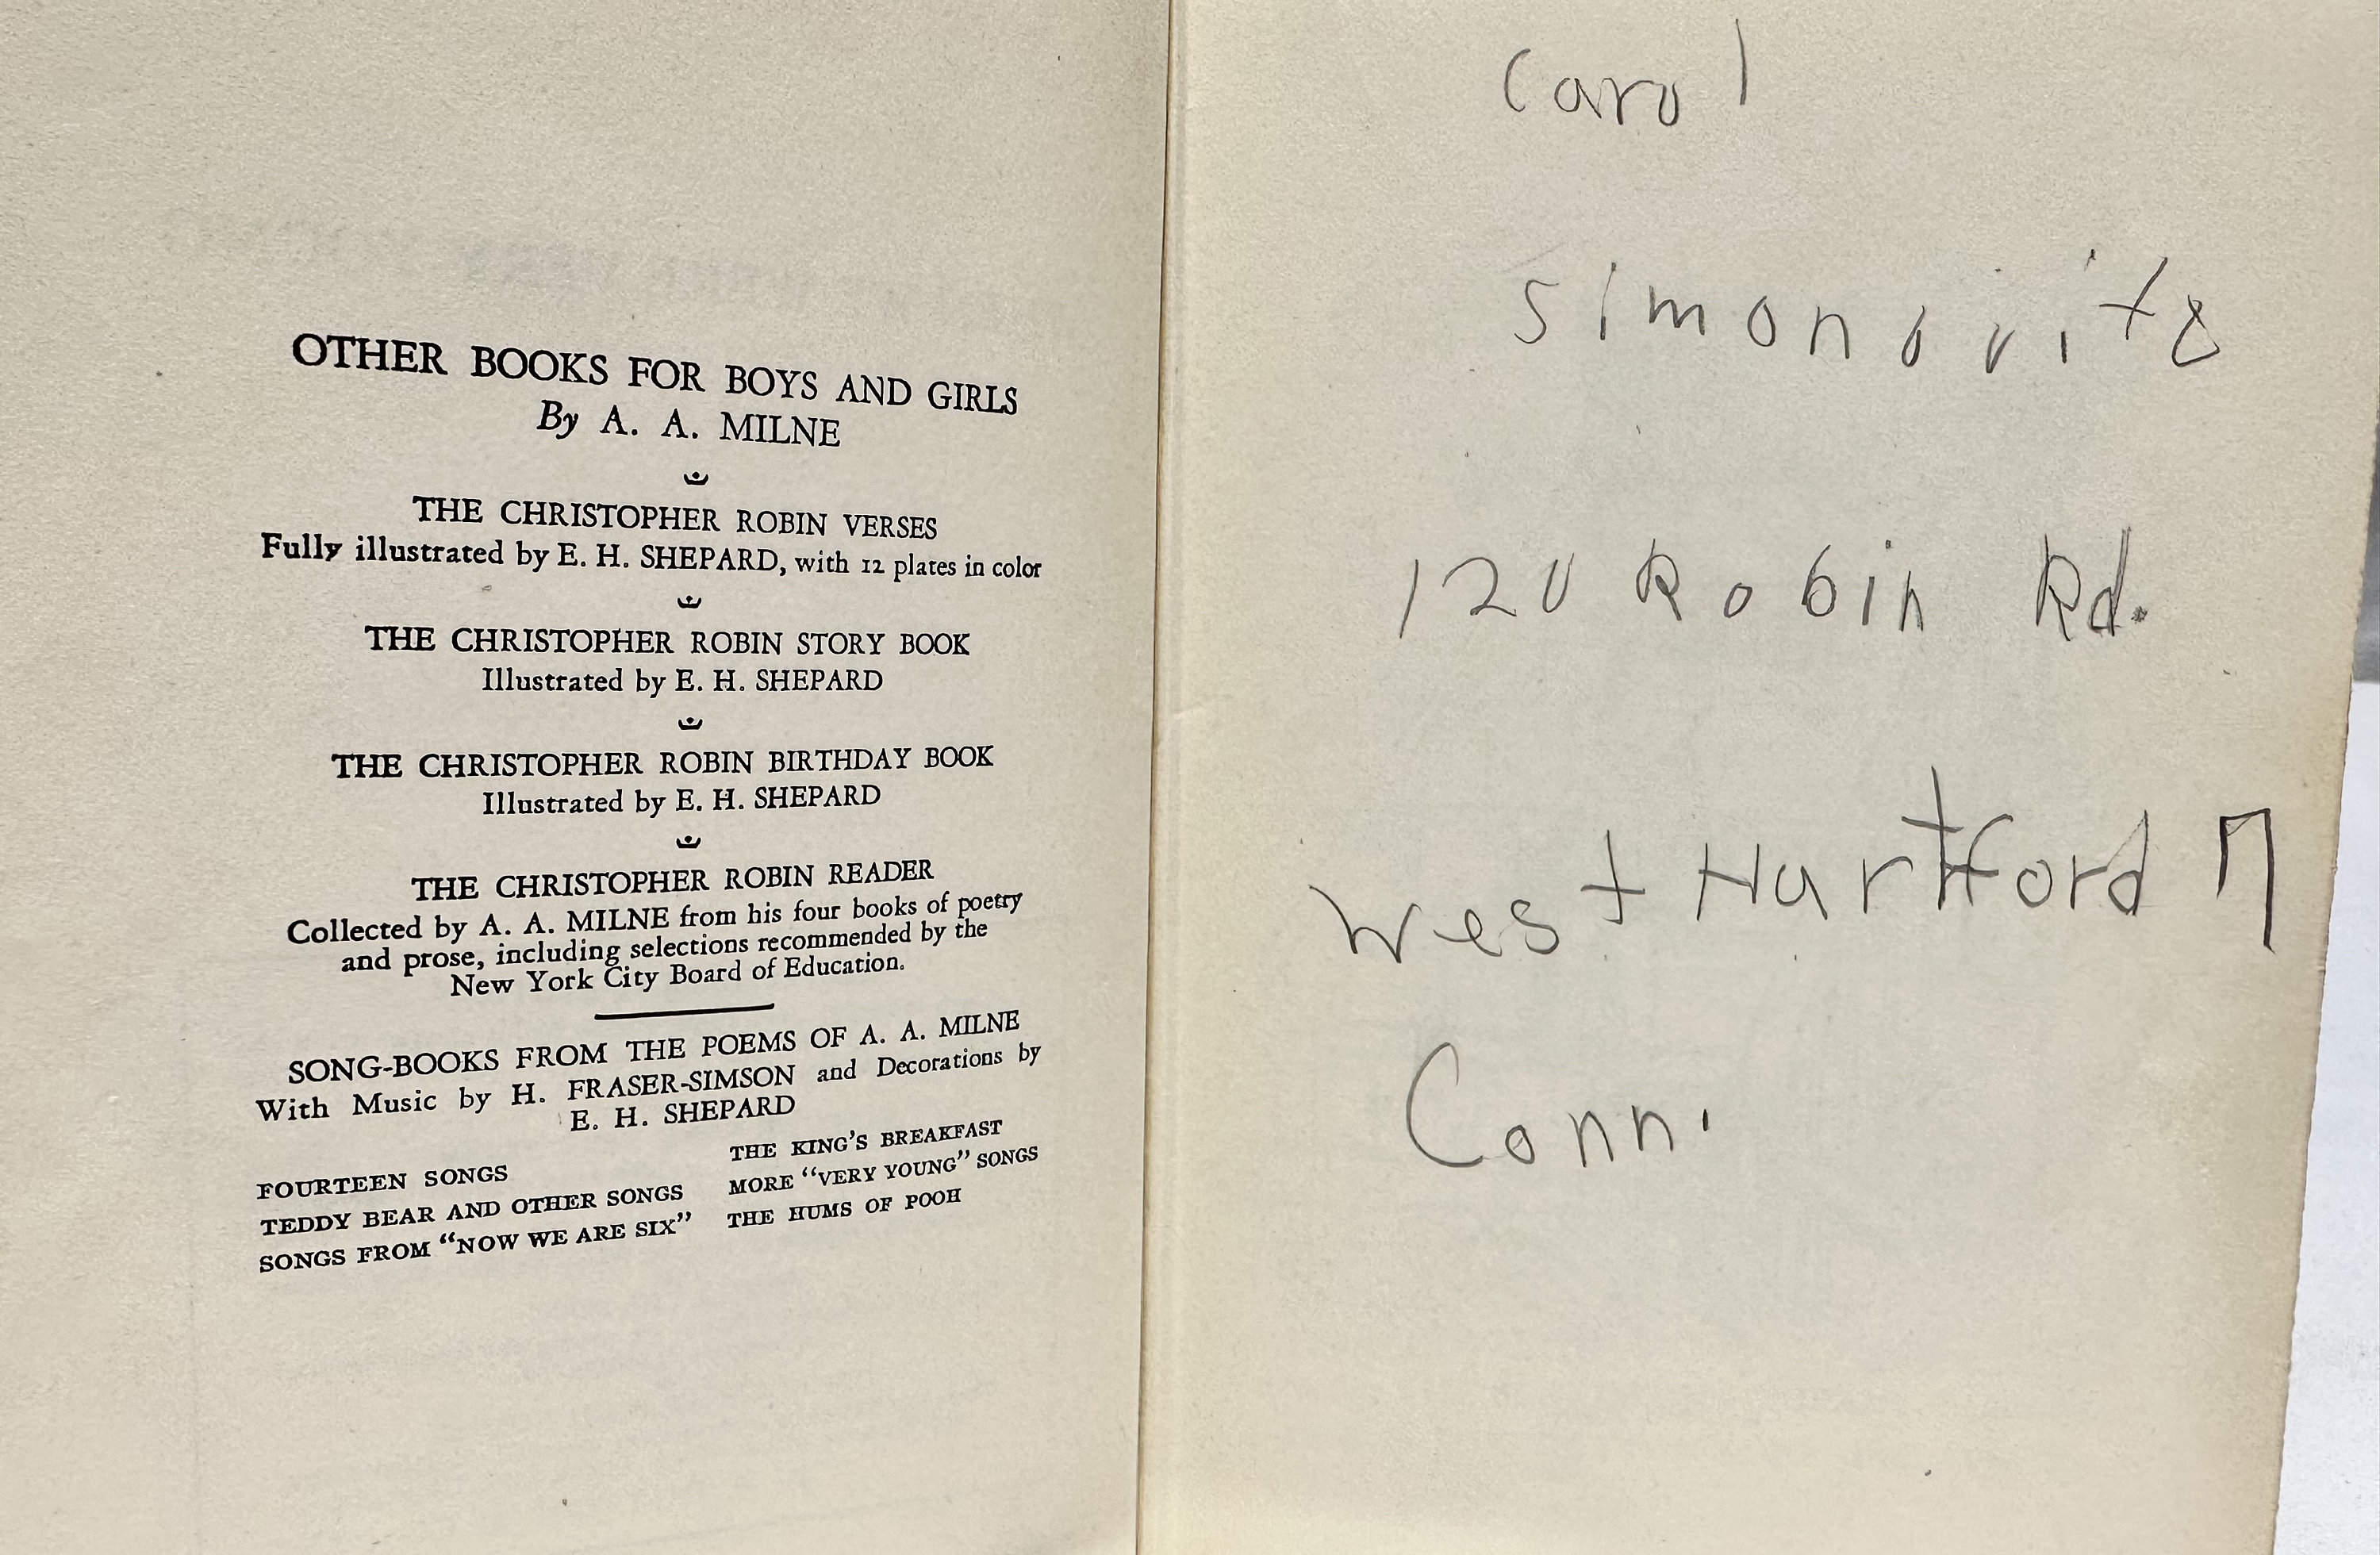 OTHER BOOKS FOR BOYS AND GIRLS
By A. A. MILNE
THE CHRISTOPHER ROBIN VERSES
Fully illustrated by E. H. SHEPARD, with 12 plates in color
THE CHRISTOPHER ROBIN STORY BOOK
Illustrated by E. H. SHEPARD
THE CHRISTOPHER ROBIN BIRTHDAY BOOK
Illustrated by E. H. SHEPARD
THE CHRISTOPHER ROBIN READER
Collected by A. A. MILNE from his four books of poetry
and prose, including selections recommended by the
New York City Board of Education.
SONG-BOOKS FROM THE POEMS OF A. A. MILNE
With Music by H. FRASER-SIMSON and Decorations by
E. H. SHEPARD
FOURTEEN SONGS
TEDDY BEAR AND OTHER SONGS
SONGS FROM "NOW WE ARE SIX"
THE KING'S BREAKFAST
MORE "VERY YOUNG" SONGS
THE HUMS OF POOH
Carol
Simonovitz
120 Robin Rd.
West Hartford 7
Conn.